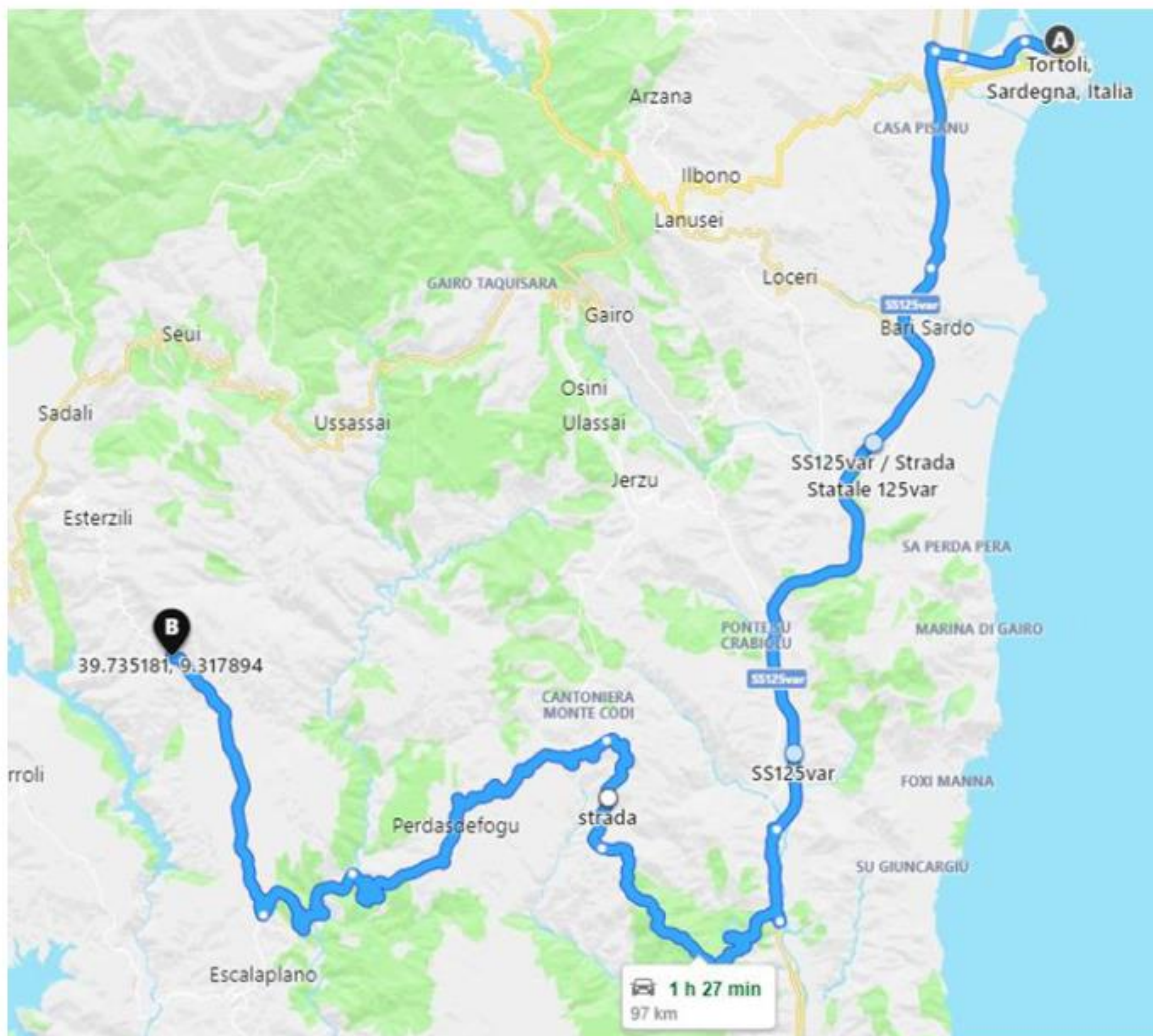 A
Tortoli,
Sardegna, Italia
Arzana
CASA PISANU
Ilbono
Lanusei
Loceri
GAIRO TAQUISARA
SS125var
Gairo
Bari Sardo
Seui
Osini
Sadali
Ussassai
Ulassai
SS125var / Strada
Statale 125var
Jerzu
Esterzili
SA PERDA PERA
B
PONTE SU
CRABIOLU
MARINA DI GAIRO
39.735181, 9.317894
SS125var
CANTONIERA
MONTE CODI
rroli
SS125var
FOXI MANNA
strada
Perdasdefogu
SU GIUNCARGIU
Escalaplano
1 h 27 min
97 km